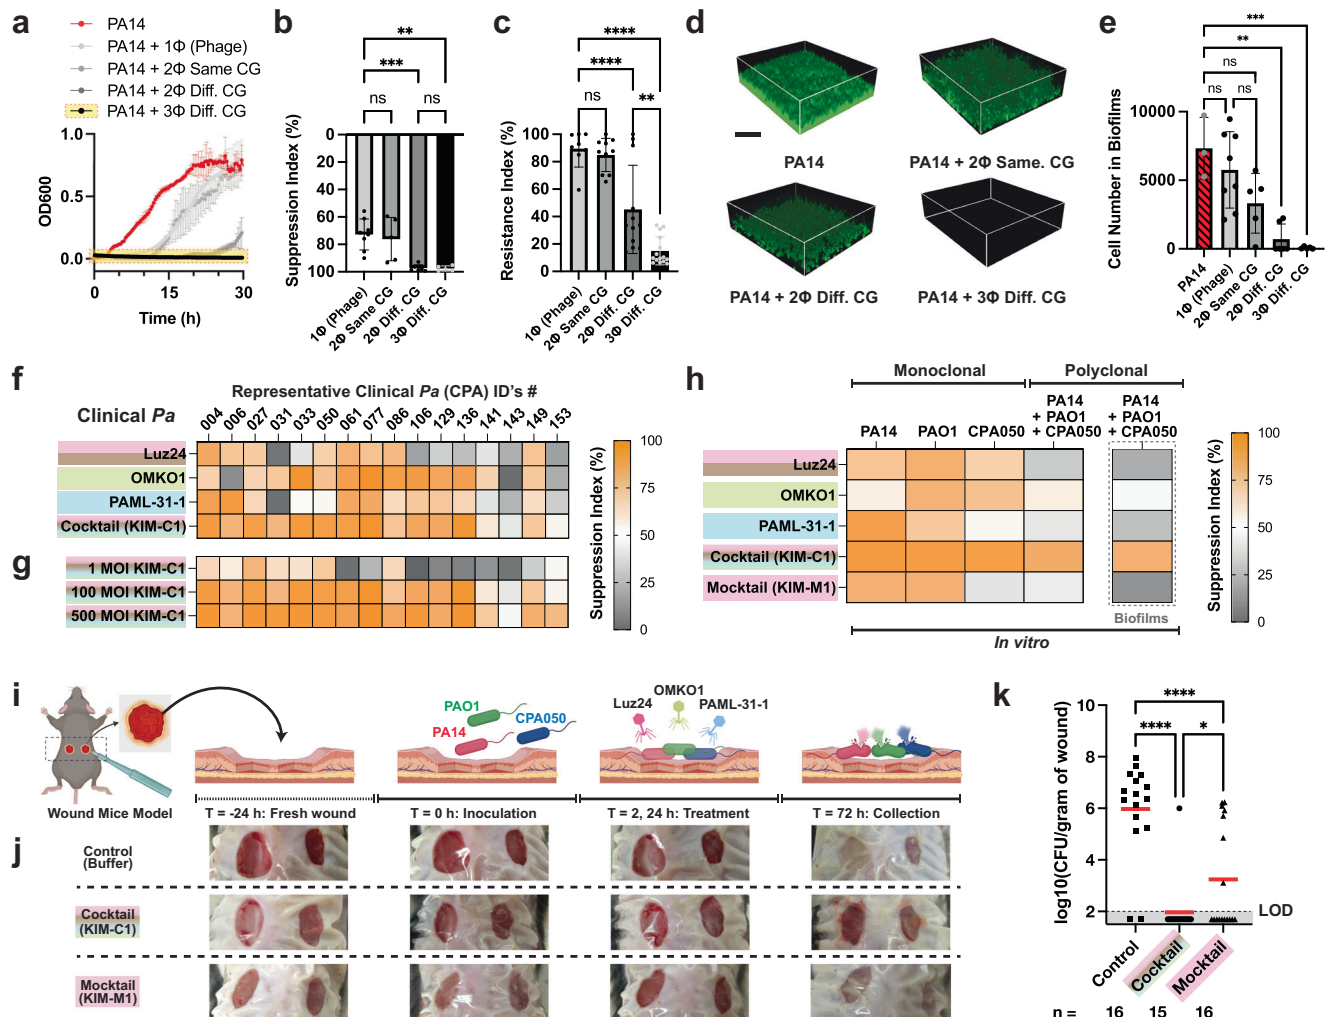 a
PA14
PA14 + 1Φ (Phage)
PA14 + 2Φ Same CG
PA14 + 2Φ Diff. CG
PA14 + 3Φ Diff. CG
OD600
1.0
0.5
0.0
0
15
30
Time (h)
b
**
***
ns
ns
Suppression Index (%)
0
20
40
60
80
100
1Φ (Phage)
2Φ Same CG
2Φ Diff. CG
3Φ Diff. CG
c
****
****
ns
**
Resistance Index (%)
100
80
60
40
20
0
1Φ (Phage)
2Φ Same CG
2Φ Diff. CG
3Φ Diff. CG
d
PA14
PA14 + 2Φ Same. CG
PA14 + 2Φ Diff. CG
PA14 + 3Φ Diff. CG
e
***
**
ns
ns
ns
Cell Number in Biofilms
10000
5000
0
PA14
1Φ (Phage)
2Φ Same CG
2Φ Diff. CG
3Φ Diff. CG
f
Representative Clinical Pa (CPA) ID's #
Clinical Pa
004 006 027 031 033 050 061 077 086 106 129 136 141 143 149 153
Luz24
OMKO1
PAML-31-1
Cocktail (KIM-C1)
g
1 MOI KIM-C1
100 MOI KIM-C1
500 MOI KIM-C1
Suppression Index (%)
100
75
50
25
0
h
Monoclonal
Polyclonal
PA14
PAO1
CPA050
PA14
+ PAO1
+ CPA050
PA14
+ PAO1
+ CPA050
Luz24
OMKO1
PAML-31-1
Cocktail (KIM-C1)
Mocktail (KIM-M1)
Biofilms
In vitro
Suppression Index (%)
100
75
50
25
0
i
Wound Mice Model
PAO1
PA14
CPA050
Luz24
OMKO1
PAML-31-1
T = -24 h: Fresh wound
T = 0 h: Inoculation
T = 2, 24 h: Treatment
T = 72 h: Collection
j
Control
(Buffer)
Cocktail
(KIM-C1)
Mocktail
(KIM-M1)
k
****
****
*
log10(CFU/gram of wound)
10
8
6
4
2
LOD
Control
Cocktail
Mocktail
n = 16 15 16